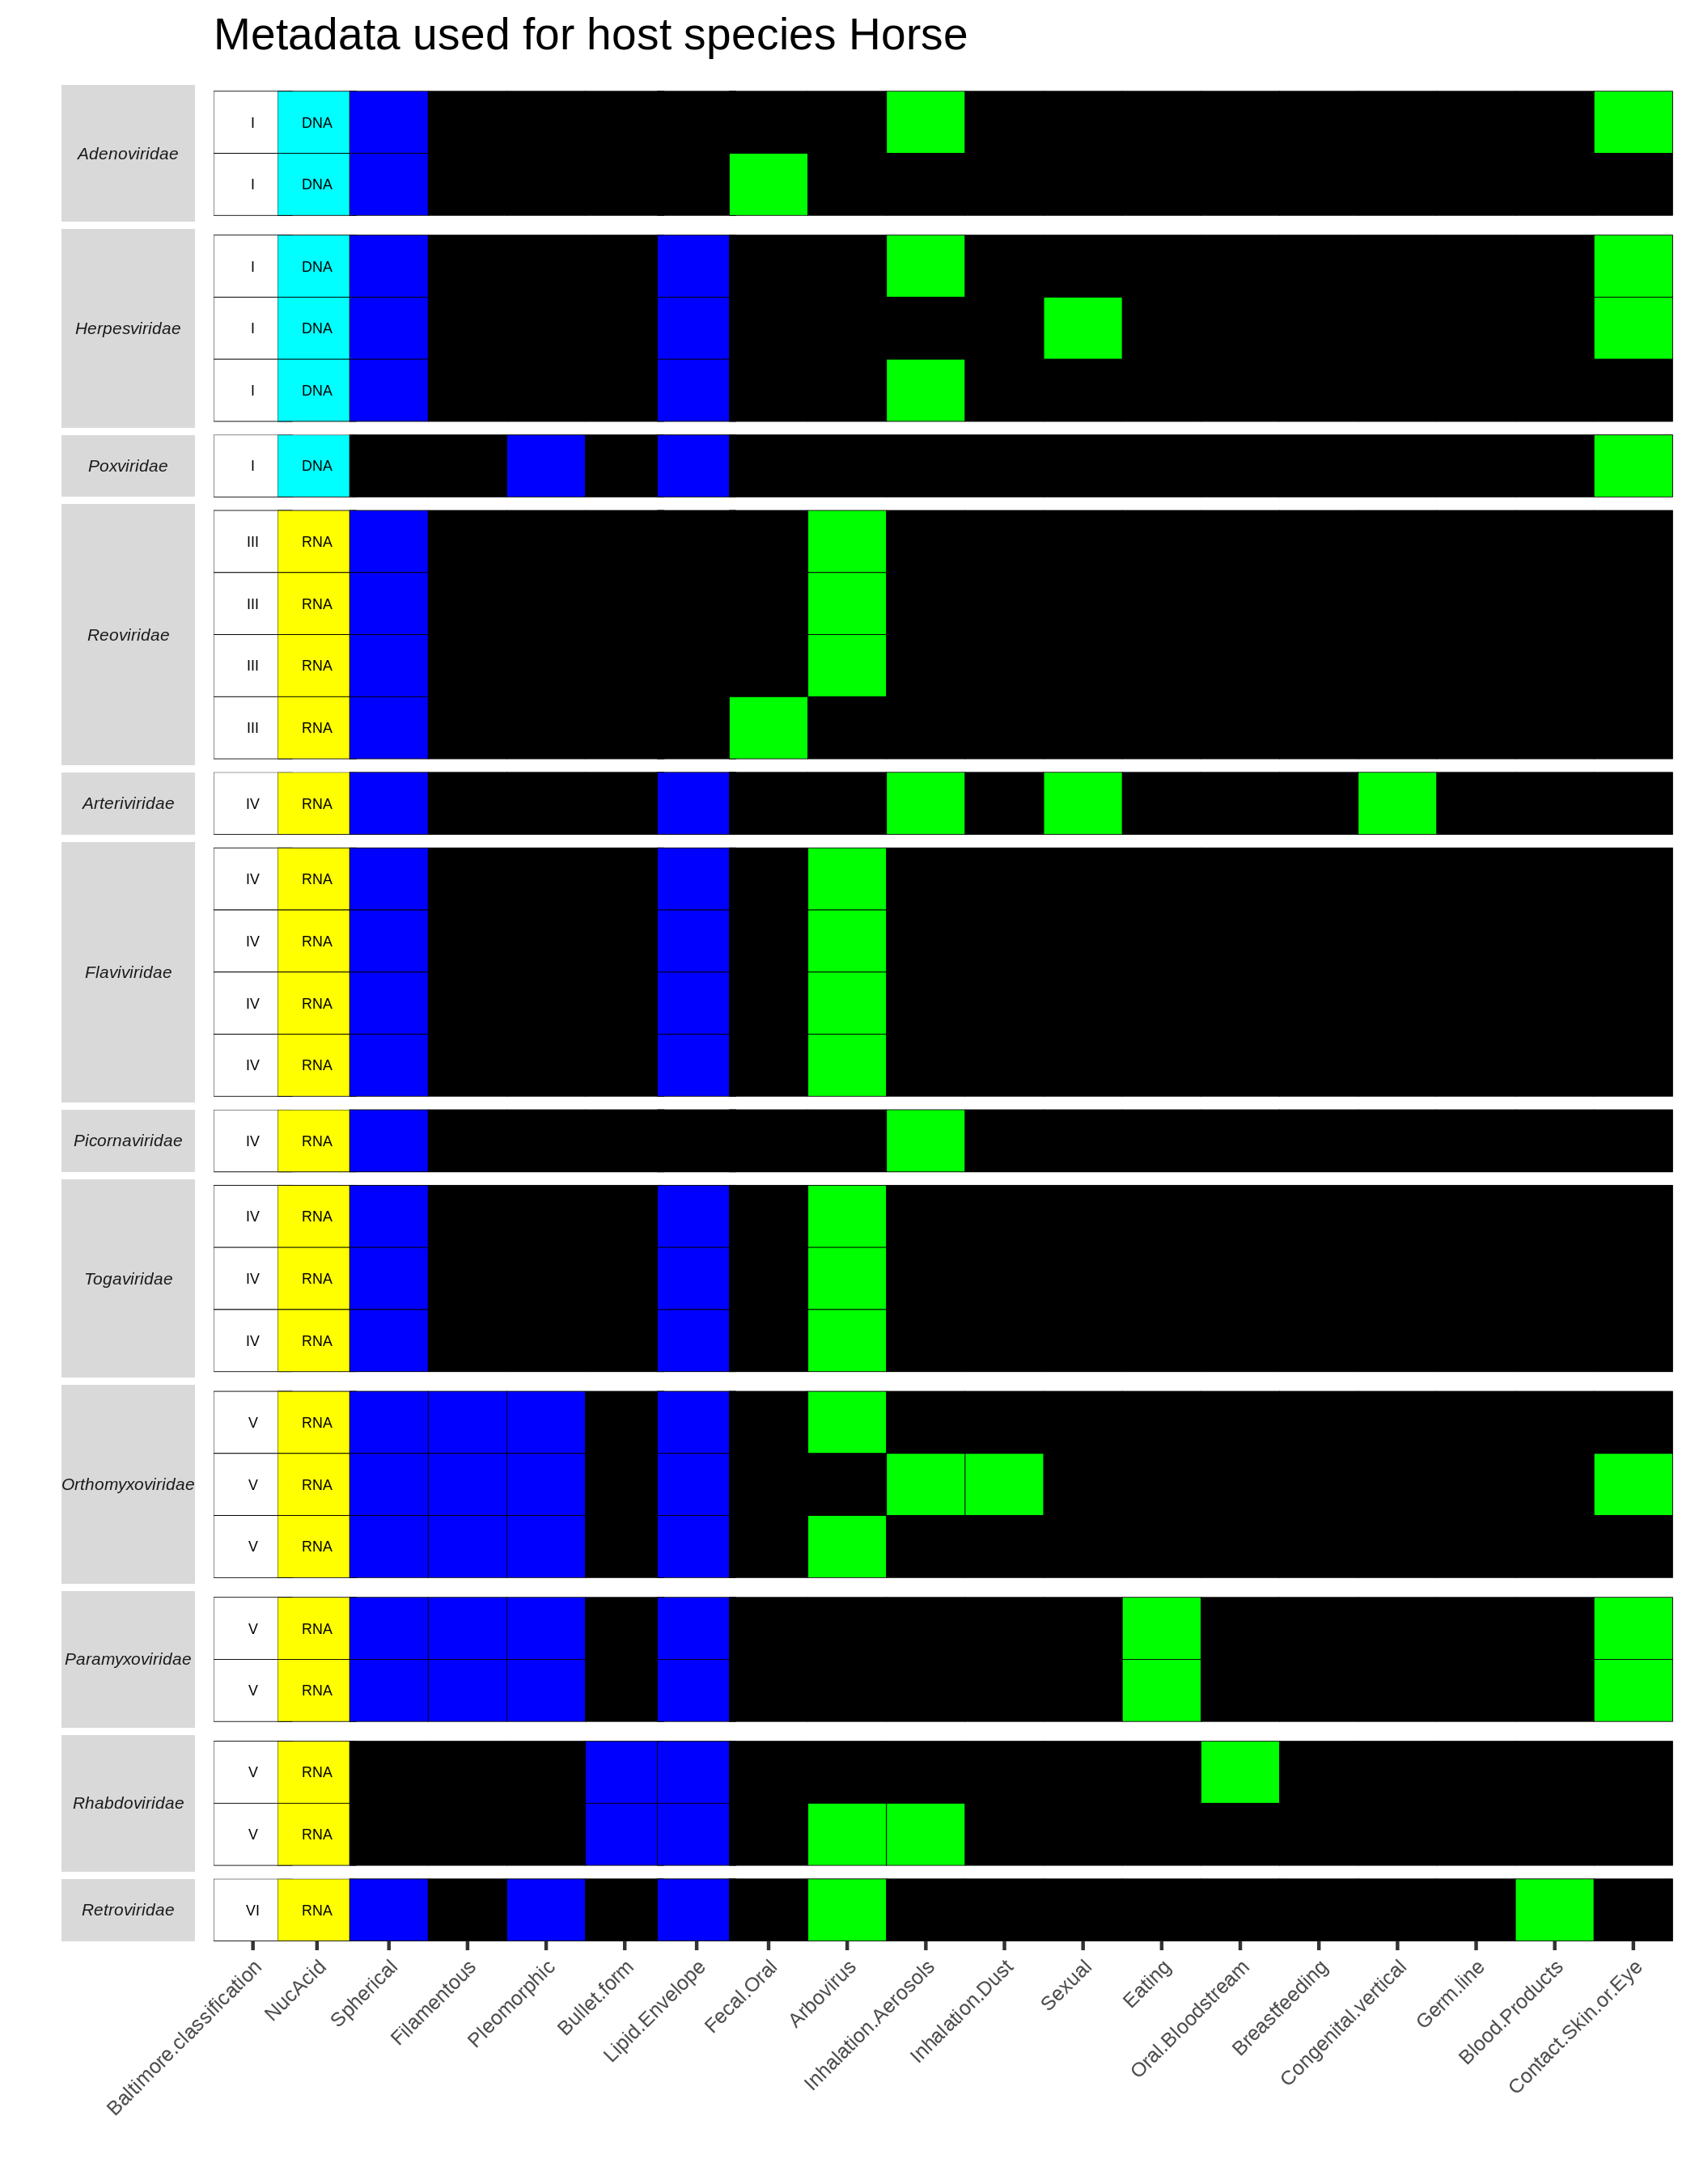 Metadata used for host species Horse
Adenoviridae
I DNA
I DNA
Herpesviridae
I DNA
I DNA
I DNA
Poxviridae
I DNA
Reoviridae
III RNA
III RNA
III RNA
III RNA
Arteriviridae
IV RNA
Flaviviridae
IV RNA
IV RNA
IV RNA
IV RNA
Picornaviridae
IV RNA
Togaviridae
IV RNA
IV RNA
IV RNA
Orthomyxoviridae
V RNA
V RNA
V RNA
Paramyxoviridae
V RNA
V RNA
Rhabdoviridae
V RNA
V RNA
Retroviridae
VI RNA
Baltimore.classification
NucAcid
Spherical
Filamentous
Pleomorphic
Bullet.form
Lipid.Envelope
Fecal.Oral
Arbovirus
Inhalation.Aerosols
Inhalation.Dust
Sexual
Eating
Oral.Bloodstream
Breastfeeding
Congenital.vertical
Germ.line
Blood.Products
Contact.Skin.or.Eye